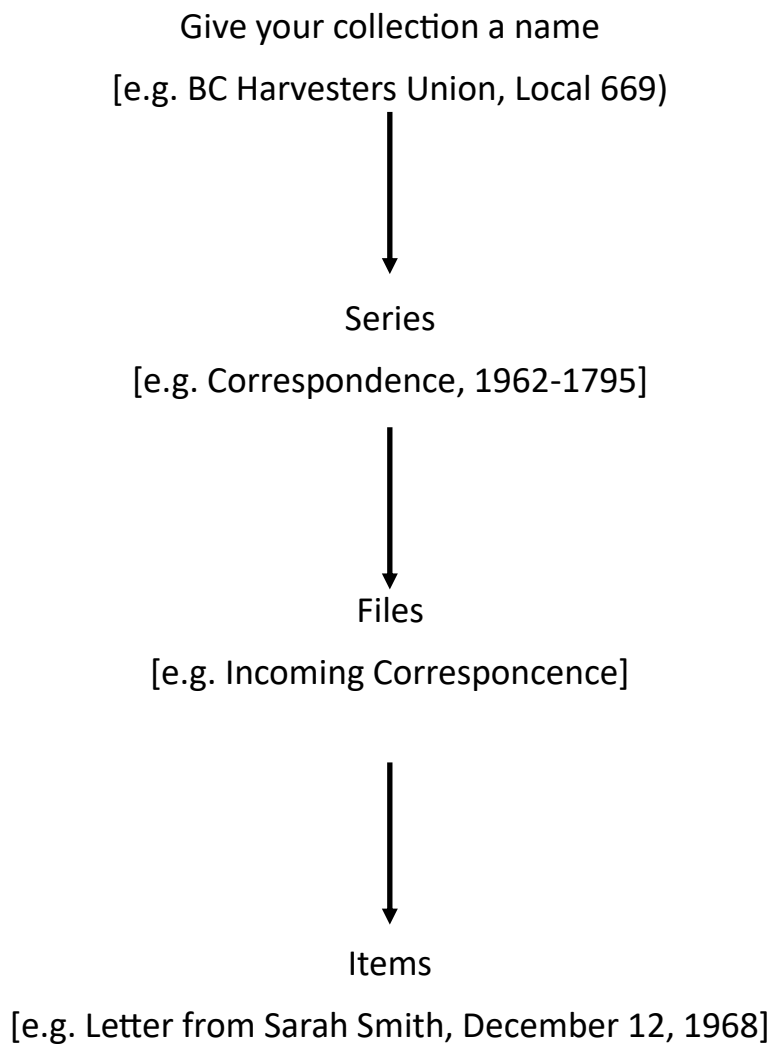 Give your collection a name
[e.g. BC Harvesters Union, Local 669)
Series
[e.g. Correspondence, 1962-1795]
Files
[e.g. Incoming Corresponcence]
Items
[e.g. Letter from Sarah Smith, December 12, 1968]